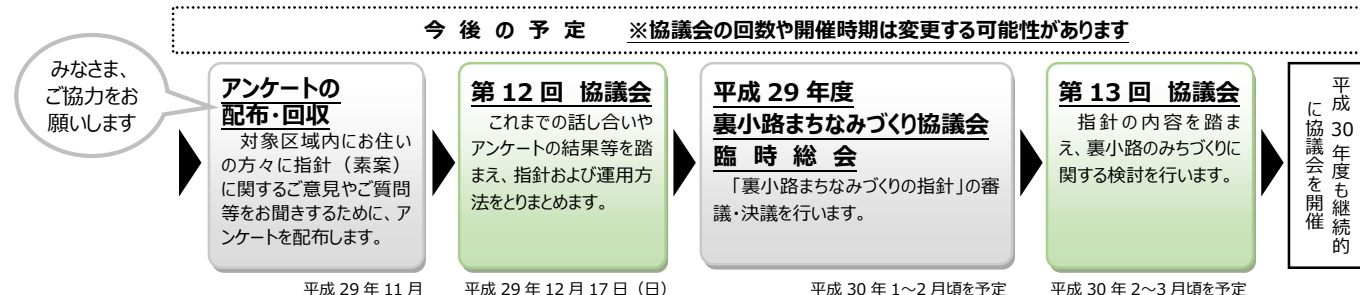 今後の予定 ※協議会の回数や開催時期は変更する可能性があります
みなさま、
ご協力をお
願いします
アンケートの
配布・回収
対象区域内にお住い
の方々に指針（素案）
に関するご意見やご質問
等をお聞きするために、ア
ンケートを配布します。
平成 29 年 11 月
第 12 回 協議会
これまでの話し合いや
アンケートの結果等を踏
まえ、指針および運用方
法をとりまとめます。
平成 29 年 12 月 17 日（日）
平成 29 年度
裏小路まちなみづくり協議会
臨時総会
「裏小路まちなみづくりの指針」の審
議・決議を行います。
平成 30 年 1～2 月頃を予定
第 13 回 協議会
指針の内容を踏ま
え、裏小路のみちづくりに
関する検討を行います。
平成 30 年 2～3 月頃を予定
平成 30 年度も継続的
に協議会を開催